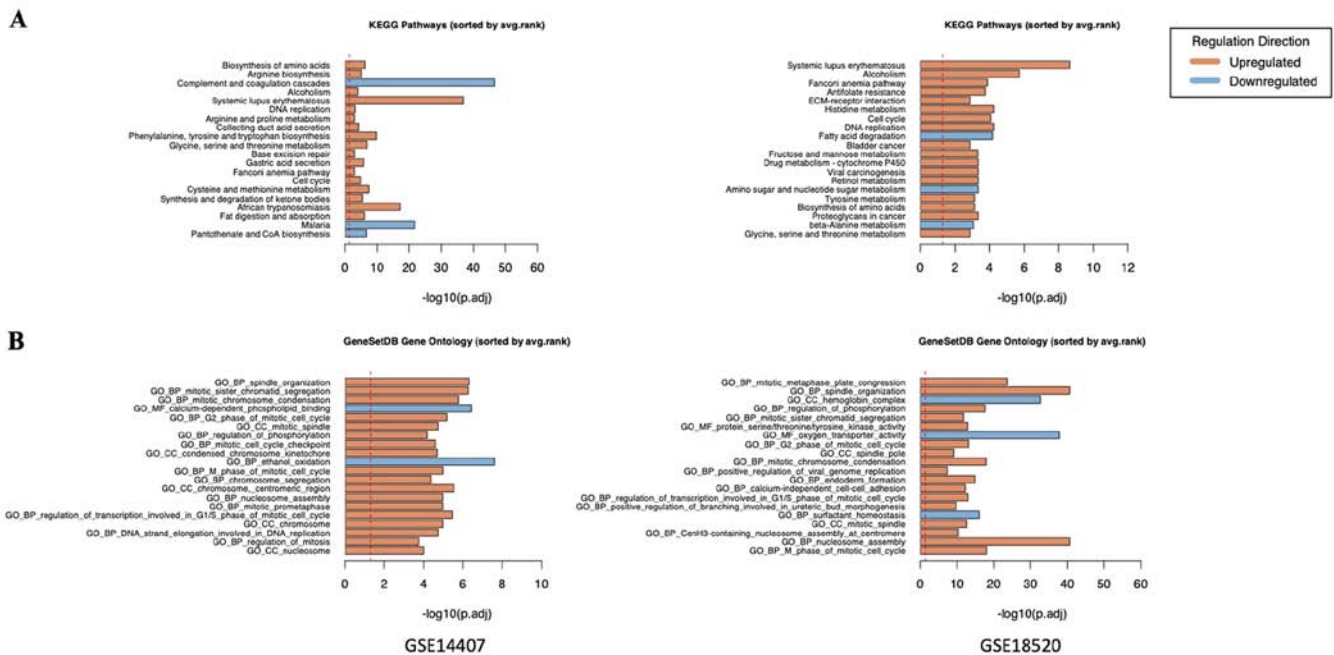 A
KEGG Pathways (sorted by avg.rank)
Biosynthesis of amino acids
Arginine biosynthesis
Complement and coagulation cascades
Alcoholism
Systemic lupus erythematosus
DNA replication
Arginine and proline metabolism
Collecting duct acid secretion
Phenylalanine, tyrosine and tryptophan biosynthesis
Glycine, serine and threonine metabolism
Base excision repair
Gastric acid secretion
Fanconi anemia pathway
Cell cycle
Cysteine and methionine metabolism
Synthesis and degradation of ketone bodies
African trypanosomiasis
Fat digestion and absorption
Malaria
Pantothenate and CoA biosynthesis
0 10 20 30 40 50 60
-log10(p.adj)
KEGG Pathways (sorted by avg.rank)
Systemic lupus erythematosus
Alcoholism
Fanconi anemia pathway
Antifolate resistance
ECM-receptor interaction
Histidine metabolism
Cell cycle
DNA replication
Fatty acid degradation
Bladder cancer
Fructose and mannose metabolism
Drug metabolism - cytochrome P450
Viral carcinogenesis
Retinol metabolism
Amino sugar and nucleotide sugar metabolism
Tyrosine metabolism
Biosynthesis of amino acids
Proteoglycans in cancer
beta-Alanine metabolism
Glycine, serine and threonine metabolism
0 2 4 6 8 10 12
-log10(p.adj)
Regulation Direction
Upregulated
Downregulated
B
GeneSetDB Gene Ontology (sorted by avg.rank)
GO_BP_spindle_organization
GO_BP_mitotic_sister_chromatid_segregation
GO_BP_mitotic_chromosome_condensation
GO_MF_calcium-dependent_phospholipid_binding
GO_BP_G2_phase_of_mitotic_cell_cycle
GO_CC_mitotic_spindle
GO_BP_regulation_of_phosphorylation
GO_BP_mitotic_cell_cycle_checkpoint
GO_CC_condensed_chromosome_kinetochore
GO_BP_ethanol_oxidation
GO_BP_M_phase_of_mitotic_cell_cycle
GO_BP_chromosome_segregation
GO_CC_chromosome,_centromeric_region
GO_BP_nucleosome_assembly
GO_BP_mitotic_prometaphase
GO_BP_regulation_of_transcription_involved_in_G1/S_phase_of_mitotic_cell_cycle
GO_CC_chromosome
GO_BP_DNA_strand_elongation_involved_in_DNA_replication
GO_BP_regulation_of_mitosis
GO_CC_nucleosome
0 2 4 6 8 10
-log10(p.adj)
GSE14407
GeneSetDB Gene Ontology (sorted by avg.rank)
GO_BP_mitotic_metaphase_plate_congression
GO_BP_spindle_organization
GO_CC_hemoglobin_complex
GO_BP_regulation_of_phosphorylation
GO_BP_mitotic_sister_chromatid_segregation
GO_MF_protein_serine/threonine/tyrosine_kinase_activity
GO_MF_oxygen_transporter_activity
GO_BP_G2_phase_of_mitotic_cell_cycle
GO_CC_spindle_pole
GO_BP_mitotic_chromosome_condensation
GO_BP_positive_regulation_of_viral_genome_replication
GO_BP_endoderm_formation
GO_BP_calcium-independent_cell-cell_adhesion
GO_BP_regulation_of_transcription_involved_in_G1/S_phase_of_mitotic_cell_cycle
GO_BP_positive_regulation_of_branching_involved_in_ureteric_bud_morphogenesis
GO_BP_surfactant_homeostasis
GO_CC_mitotic_spindle
GO_BP_CenH3-containing_nucleosome_assembly_at_centromere
GO_BP_nucleosome_assembly
GO_BP_M_phase_of_mitotic_cell_cycle
0 10 20 30 40 50 60
-log10(p.adj)
GSE18520